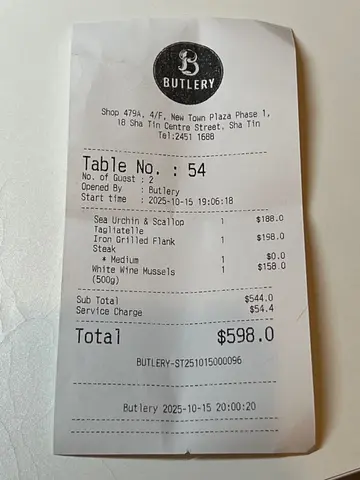 B
BUTLERY
Shop 479A, 4/F, New Town Plaza Phase 1,
18 Sha Tin Centre Street, Sha Tin
Tel:2451 1688
Table No. : 54
No. of Guest : 2
Opened By : Butlery
Start time : 2025-10-15 19:06:18
Sea Urchin & Scallop 1 $188.0
Tagliatelle
Iron Grilled Flank 1 $198.0
Steak
* Medium 1 $0.0
White Wine Mussels 1 $158.0
(500g)
Sub Total $544.0
Service Charge $54.4
Total $598.0
BUTLERY-ST251015000096
Butlery 2025-10-15 20:00:20